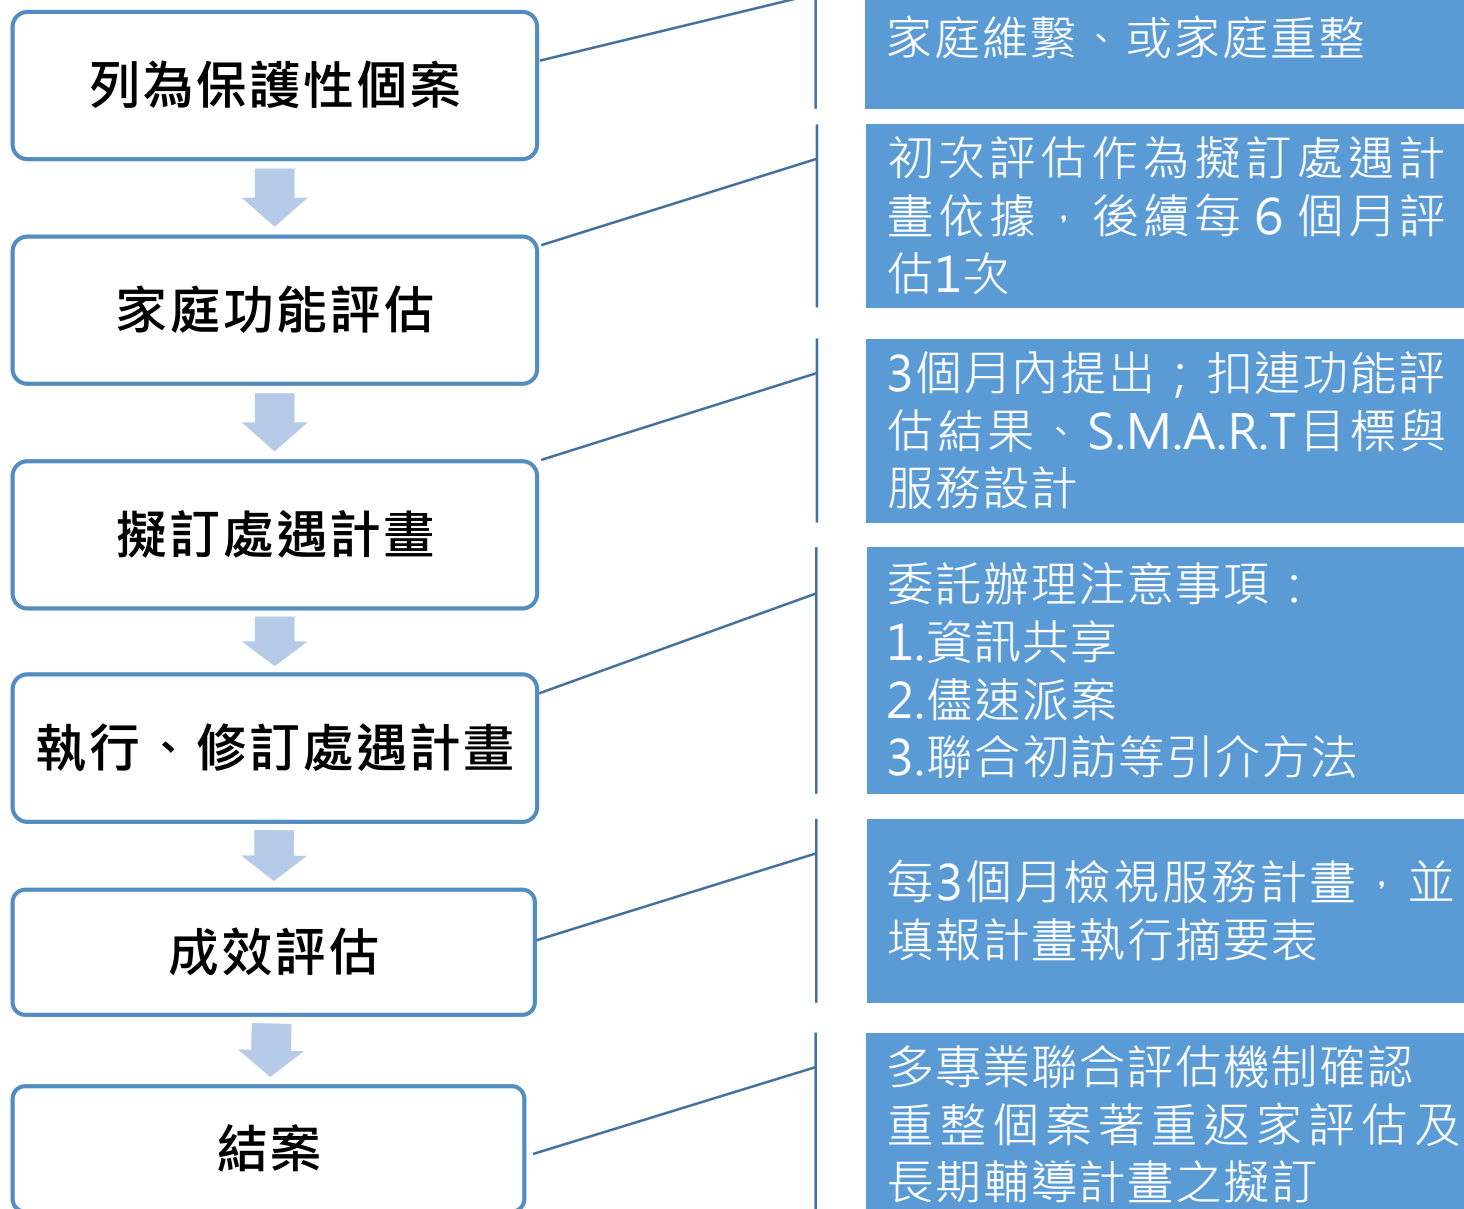 列為保護性個案
家庭維繫、或家庭重整
家庭功能評估
初次評估作為擬訂處遇計
畫依據，後續每6個月評
估1次
擬訂處遇計畫
3個月內提出；扣連功能評
估結果、S.M.A.R.T目標與
服務設計
執行、修訂處遇計畫
委託辦理注意事項：
1.資訊共享
2.儘速派案
3.聯合初訪等引介方法
成效評估
每3個月檢視服務計畫，並
填報計畫執行摘要表
結案
多專業聯合評估機制確認
重整個案著重返家評估及
長期輔導計畫之擬訂